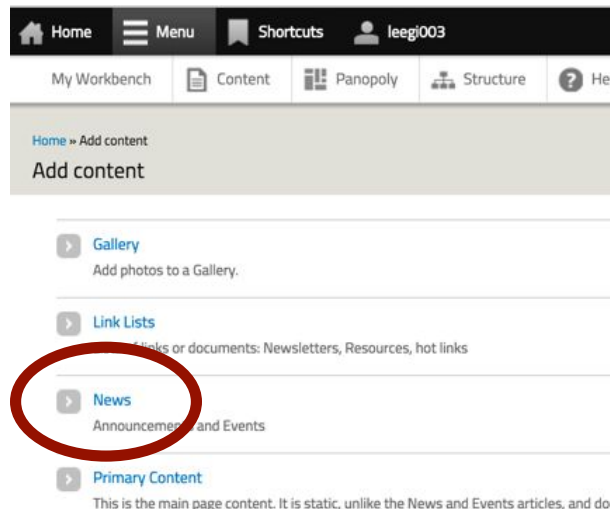 Home Menu Shortcuts leegi003
My Workbench Content Panopoly Structure
Home » Add content
Add content
Gallery
Add photos to a Gallery.
Link Lists
links or documents: Newsletters, Resources, hot links
News
Announcements and Events
Primary Content
This is the main page content. It is static, unlike the News and Events articles, and do